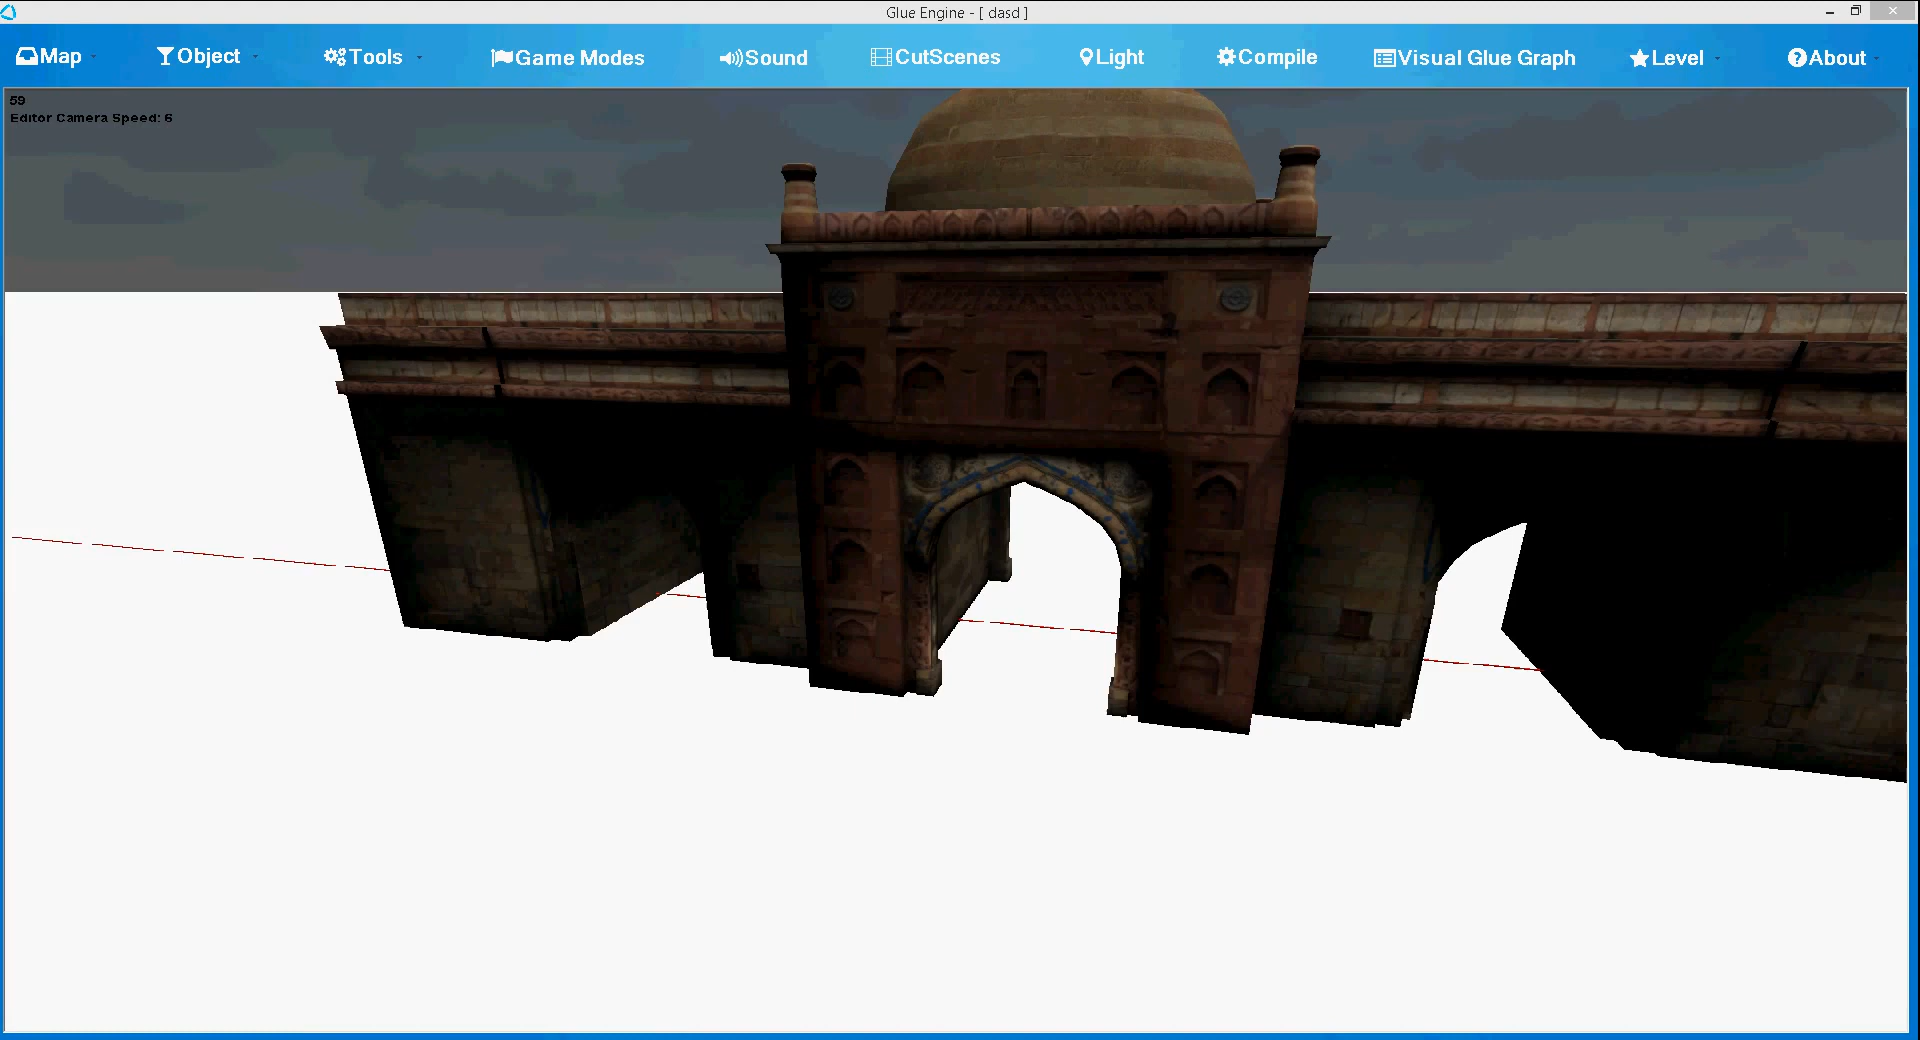 Glue Engine - [ dasd ]
Map Object Tools Game Modes Sound CutScenes Light Compile Visual Glue Graph Level About
59
Editor Camera Speed: 6